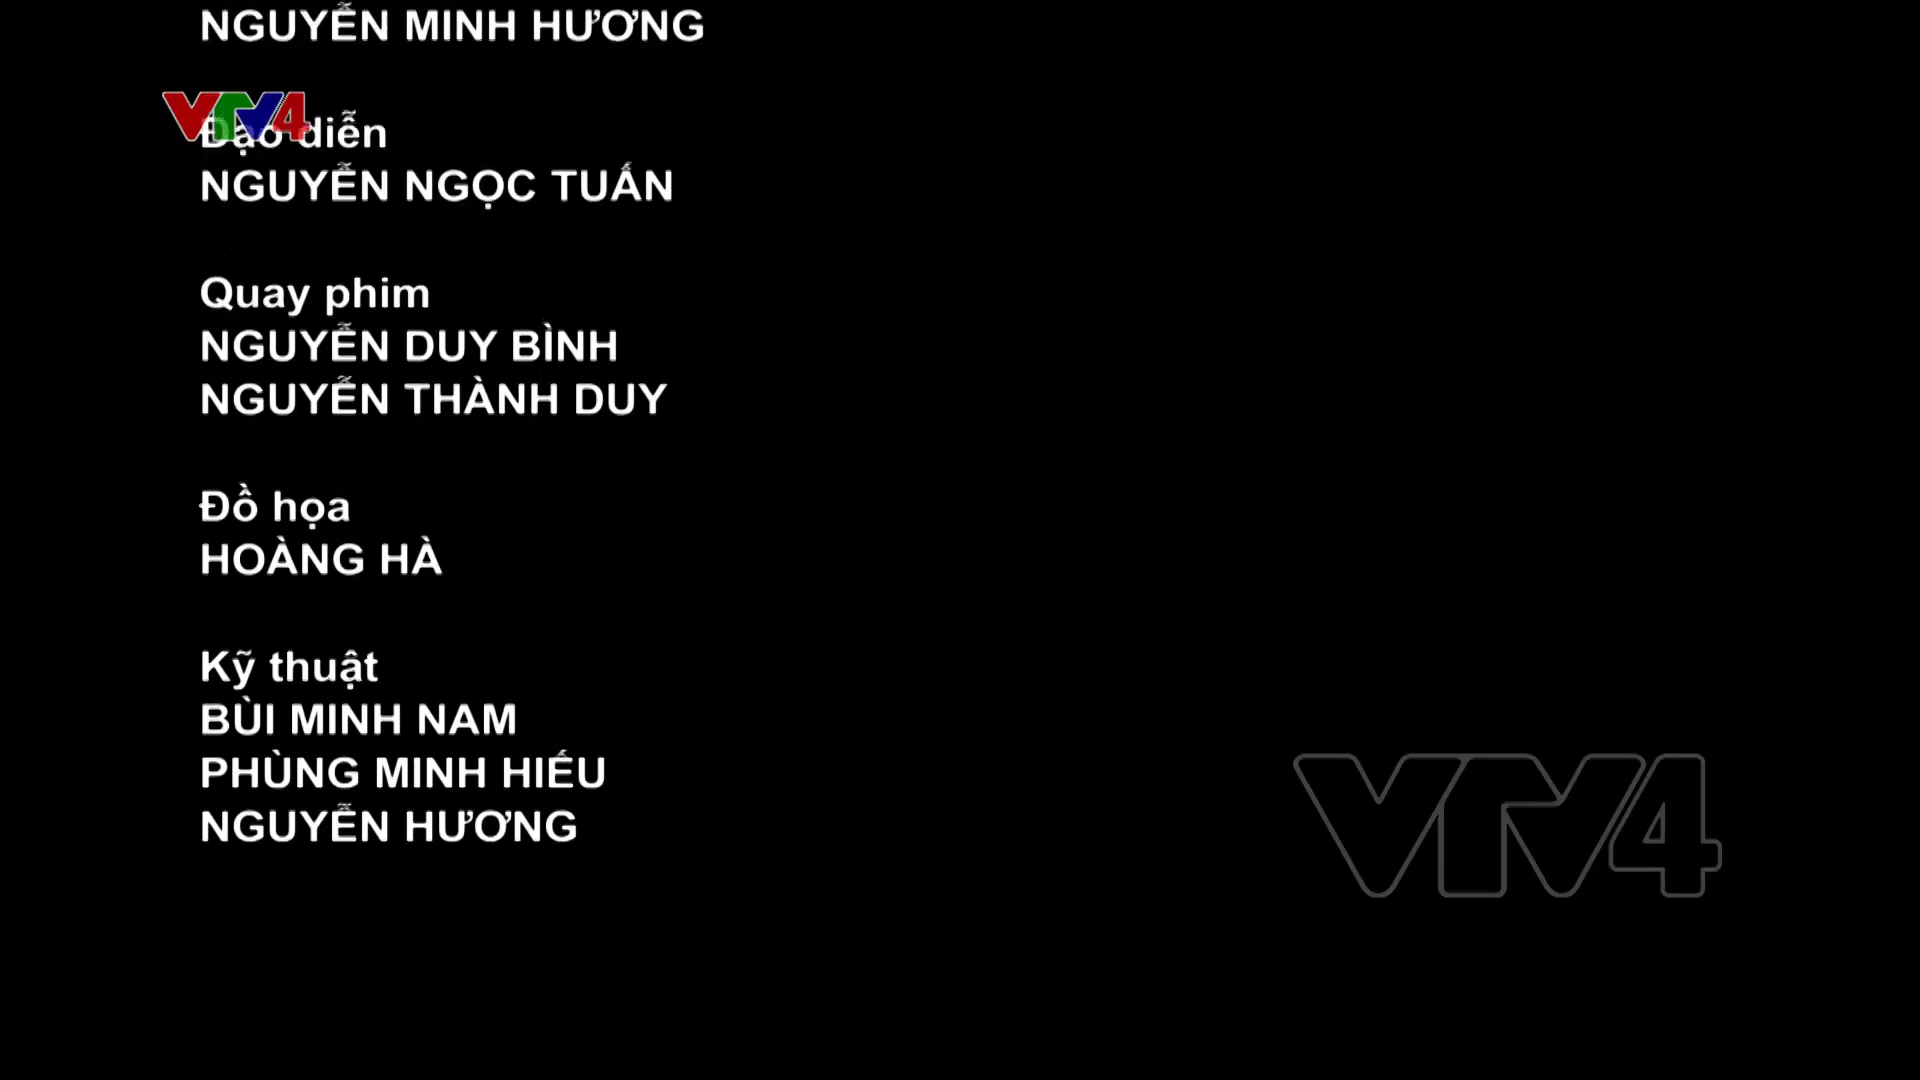 NGUYỄN MINH HƯƠNG
VTV4
Đạo diễn
NGUYỄN NGỌC TUẤN
Quay phim
NGUYỄN DUY BÌNH
NGUYỄN THÀNH DUY
Đồ họa
HOÀNG HÀ
Kỹ thuật
BÙI MINH NAM
PHÙNG MINH HIẾU
NGUYỄN HƯƠNG
VTV4